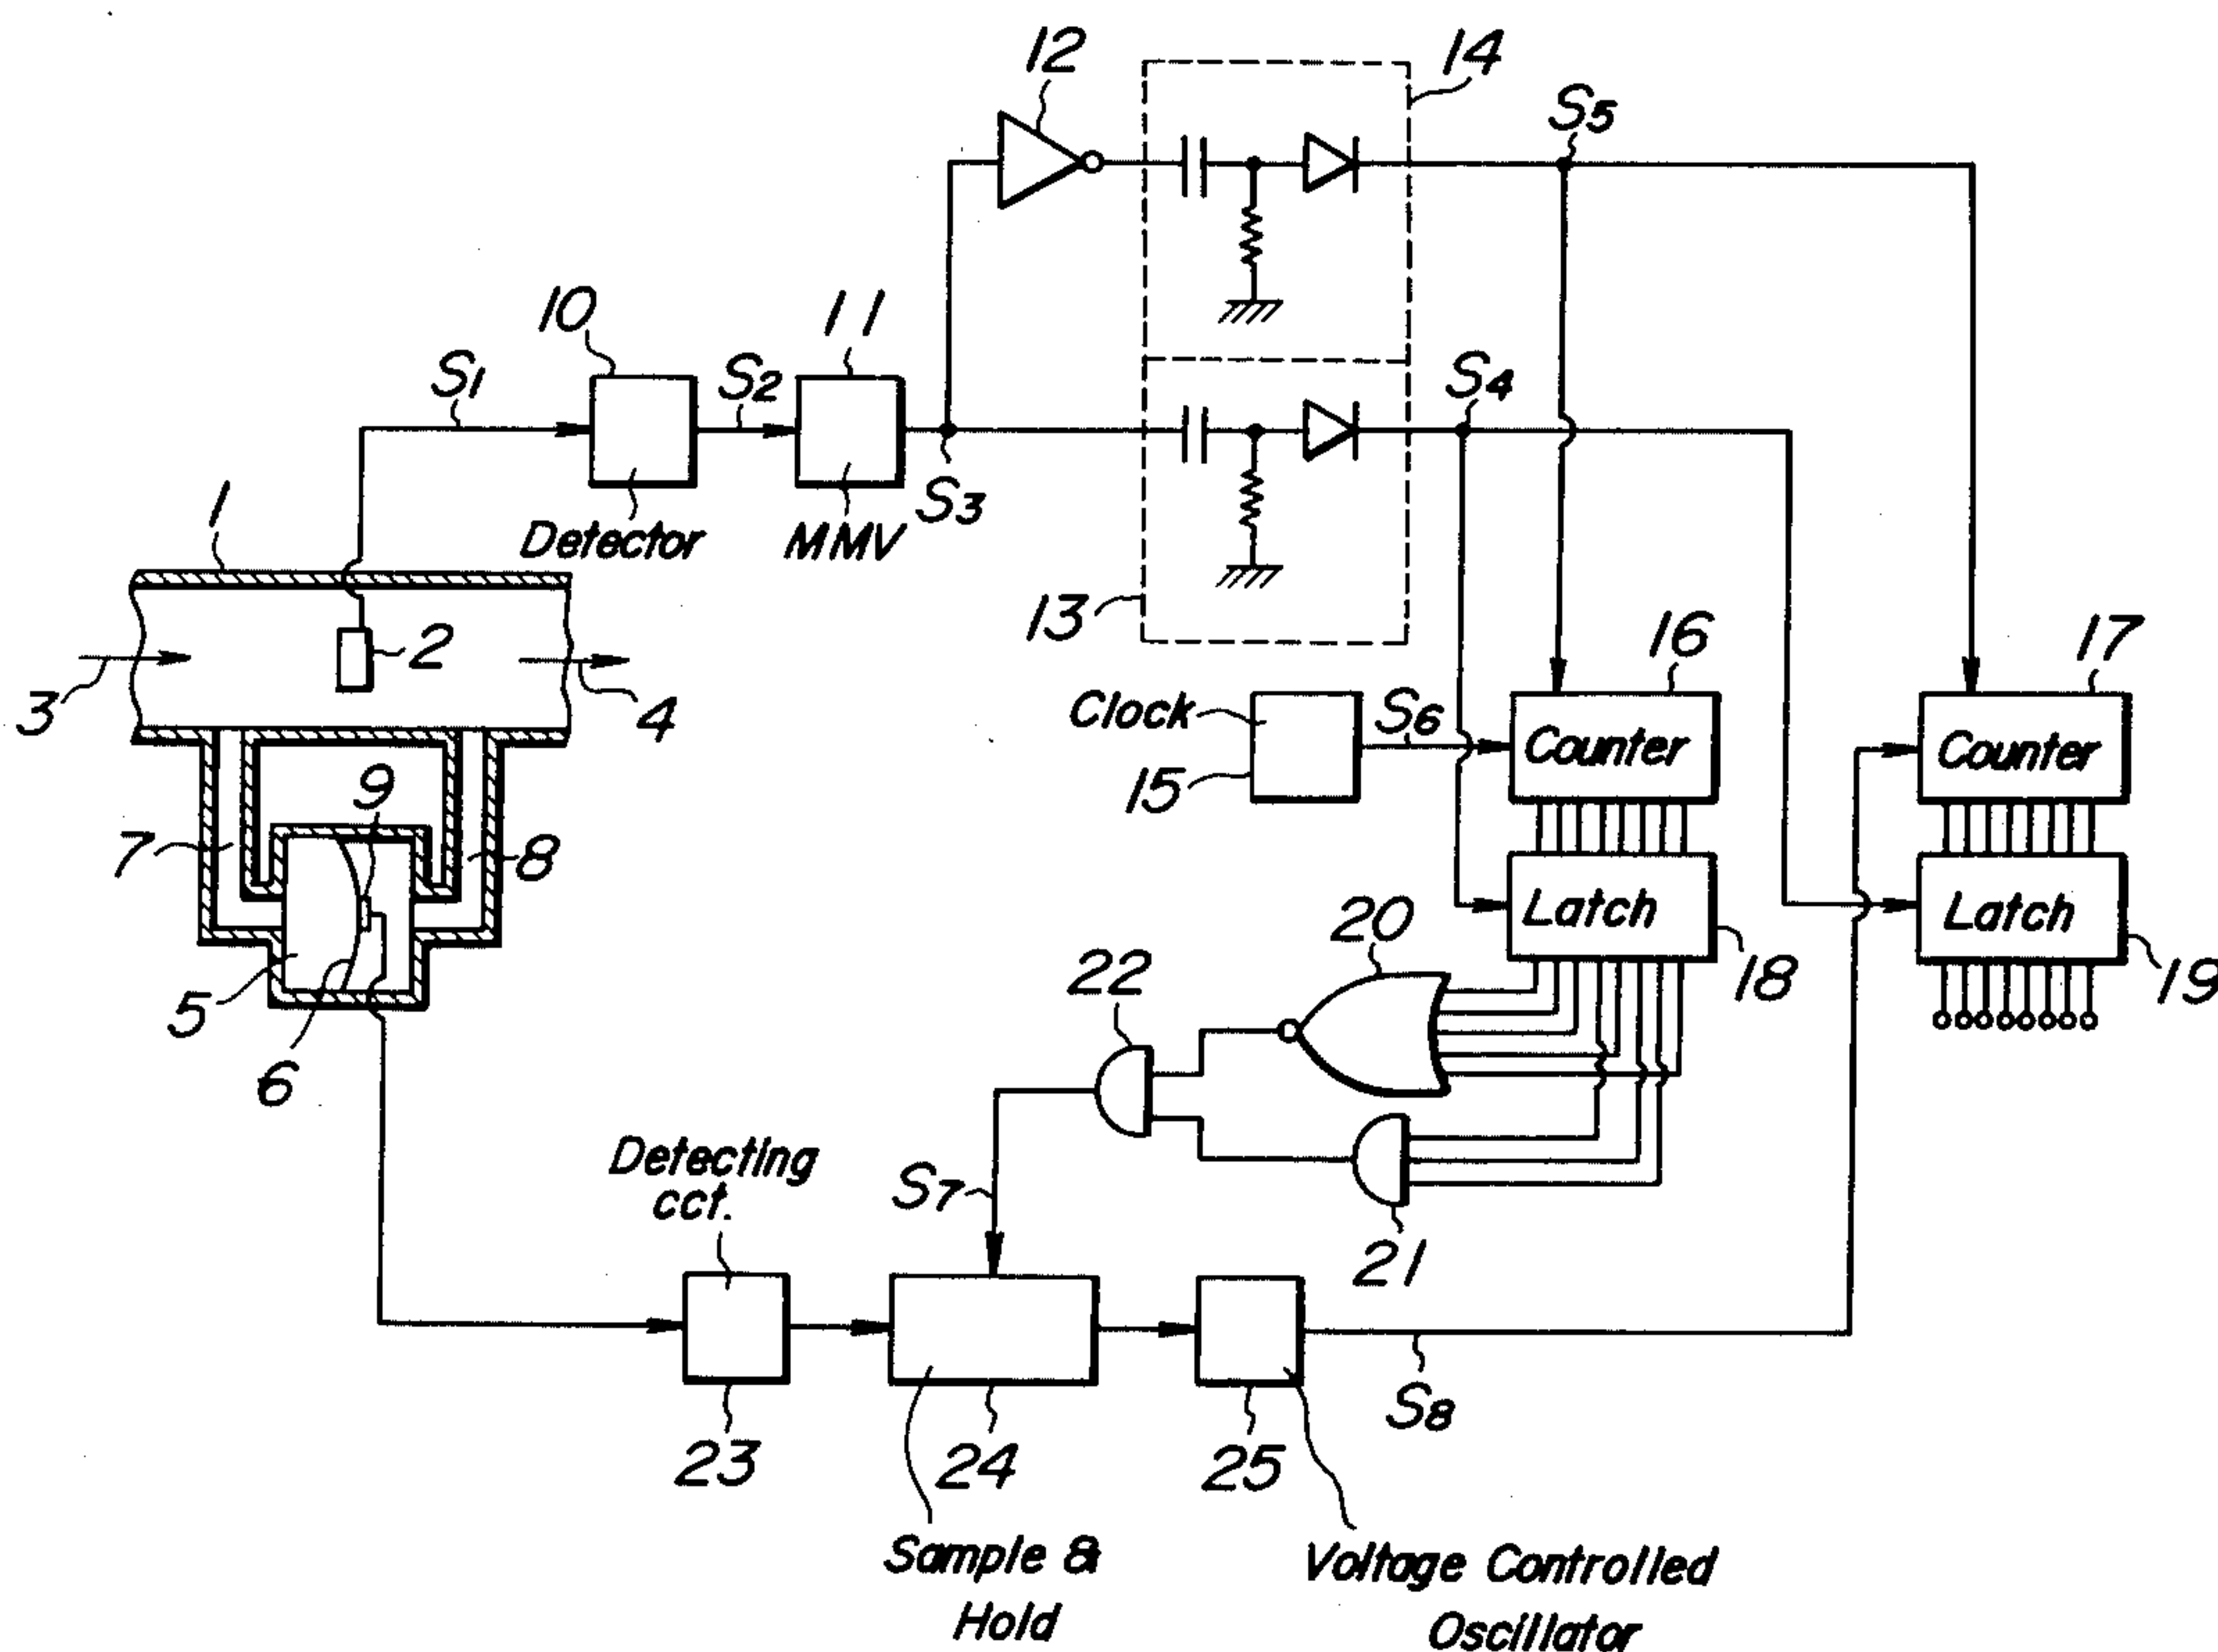 12
14
S5
10
11
S1
S2
S4
S3
Detector
MMV
1
13
2
16
17
3
4
Clock
S6
Counter
Counter
15
9
7
8
Latch
Latch
20
22
18
19
5
6
Detecting
cct.
S7
21
S8
23
24
25
Sample &
Hold
Voltage Controlled
Oscillator